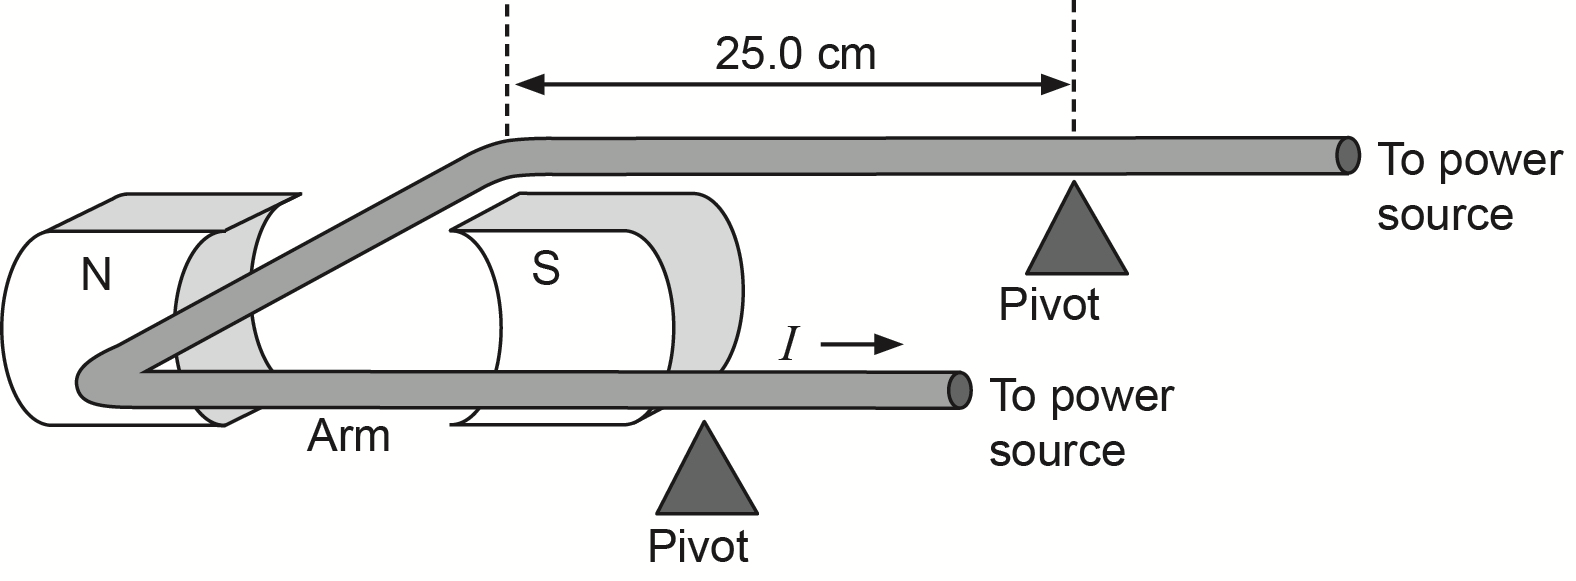 25.0 cm
To power
source
N
S
Pivot
I
To power
source
Arm
Pivot